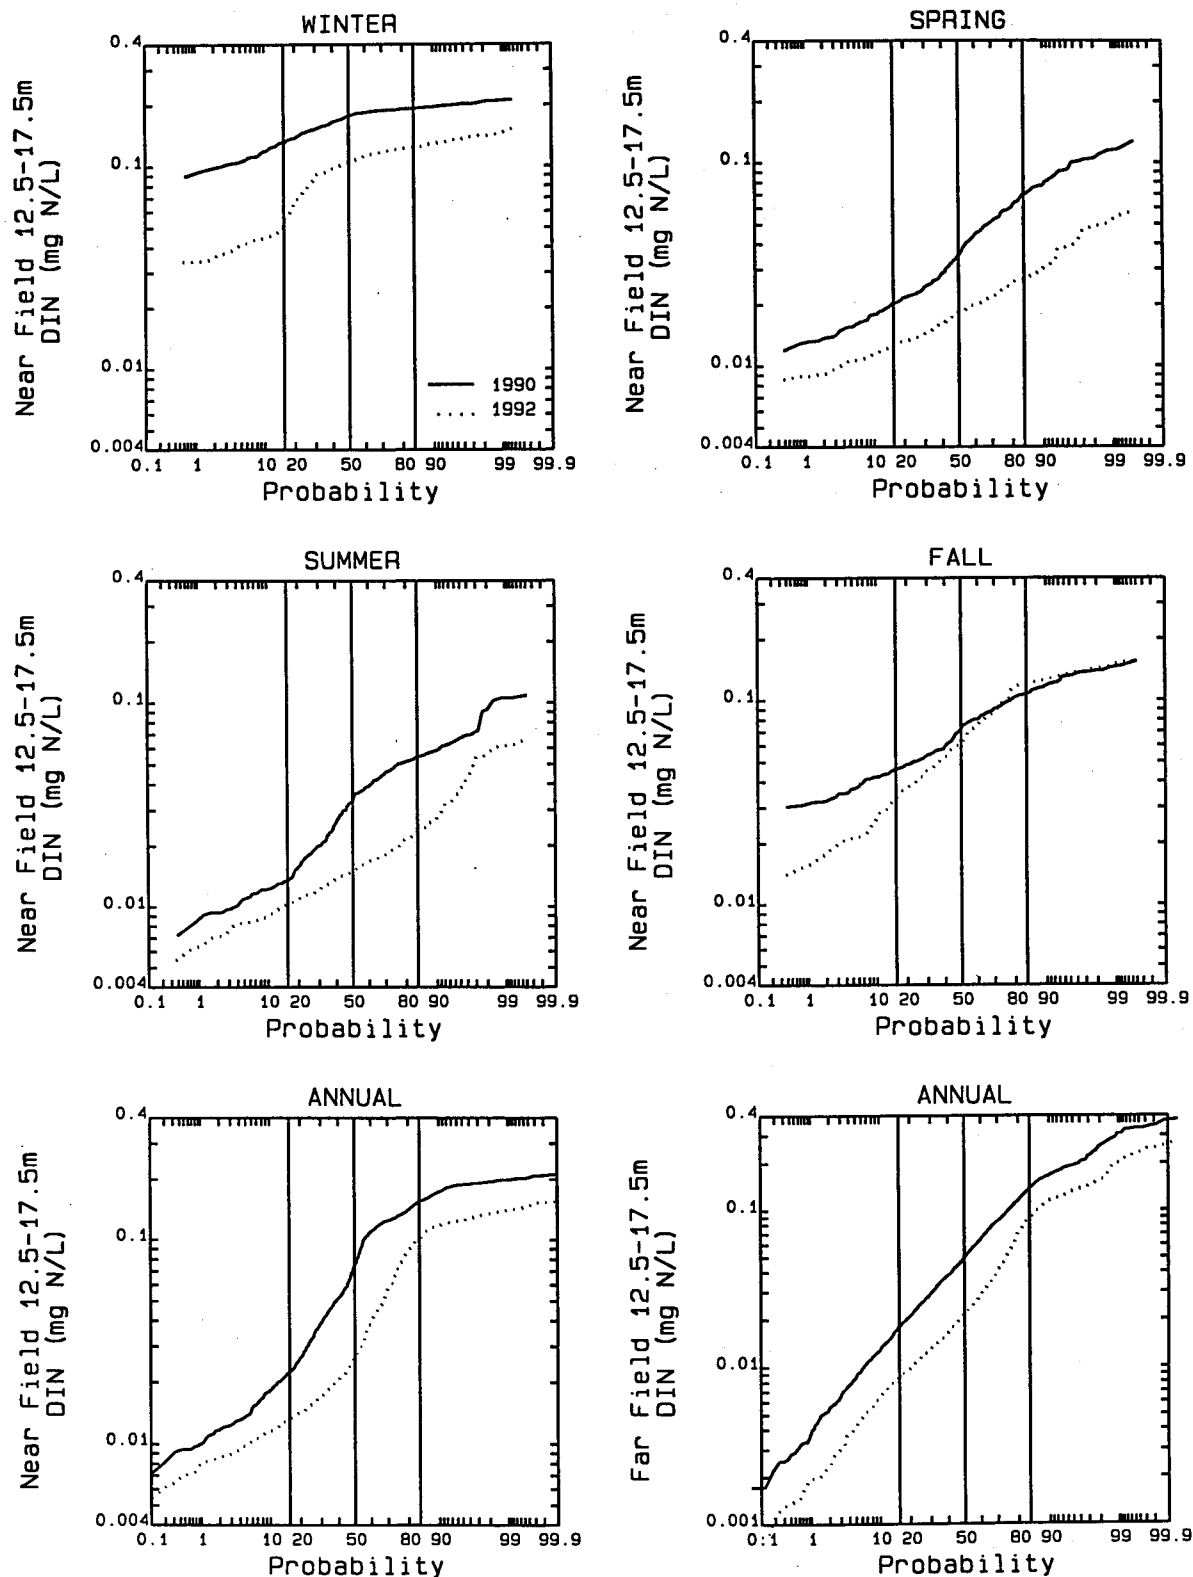 WINTER
Near Field 12.5-17.5m
DIN (mg N/L)
0.4
0.1
0.01
0.004
1990
1992
0.1 1 10 20 50 80 90 99 99.9
Probability
SPRING
Near Field 12.5-17.5m
DIN (mg N/L)
0.4
0.1
0.01
0.004
0.1 1 10 20 50 80 90 99 99.9
Probability
SUMMER
Near Field 12.5-17.5m
DIN (mg N/L)
0.4
0.1
0.01
0.004
0.1 1 10 20 50 80 90 99 99.9
Probability
FALL
Near Field 12.5-17.5m
DIN (mg N/L)
0.4
0.1
0.01
0.004
0.1 1 10 20 50 80 90 99 99.9
Probability
ANNUAL
Near Field 12.5-17.5m
DIN (mg N/L)
0.4
0.1
0.01
0.004
0.1 1 10 20 50 80 90 99 99.9
Probability
ANNUAL
Far Field 12.5-17.5m
DIN (mg N/L)
0.4
0.1
0.01
0.001
0.1 1 10 20 50 80 90 99 99.9
Probability